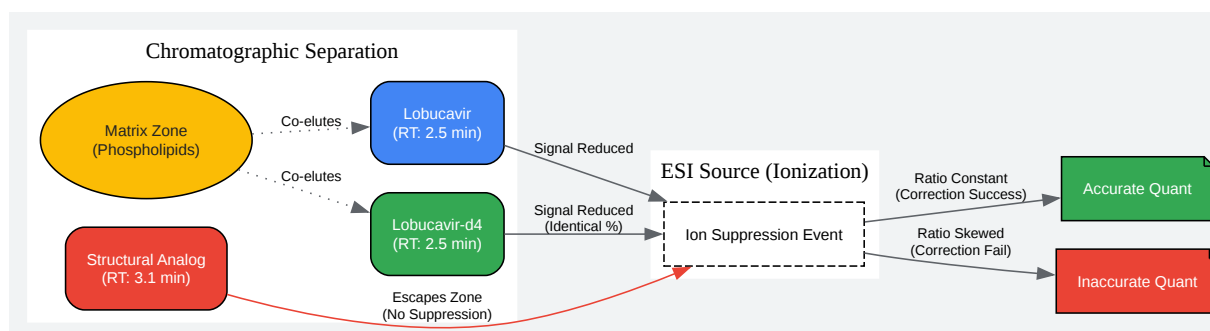 Chromatographic Separation
Matrix Zone
(Phospholipids)
Co-elutes
Co-elutes
Lobucavir
(RT: 2.5 min)
Lobucavir-d4
(RT: 2.5 min)
Structural Analog
(RT: 3.1 min)
Escapes Zone
(No Suppression)
Signal Reduced
Signal Reduced
(Identical %)
ESI Source (Ionization)
Ion Suppression Event
Ratio Constant
(Correction Success)
Ratio Skewed
(Correction Fail)
Accurate Quant
Inaccurate Quant